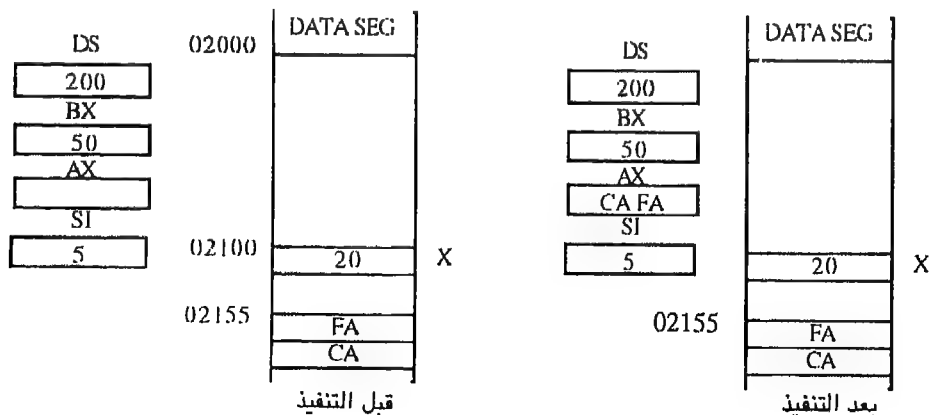 DS
200
BX
50
AX
SI
5
02000
DATA SEG
02100
20
X
02155
FA
CA
قبل التنفيذ
DS
200
BX
50
AX
CA FA
SI
5
DATA SEG
20
X
02155
FA
CA
بعد التنفيذ